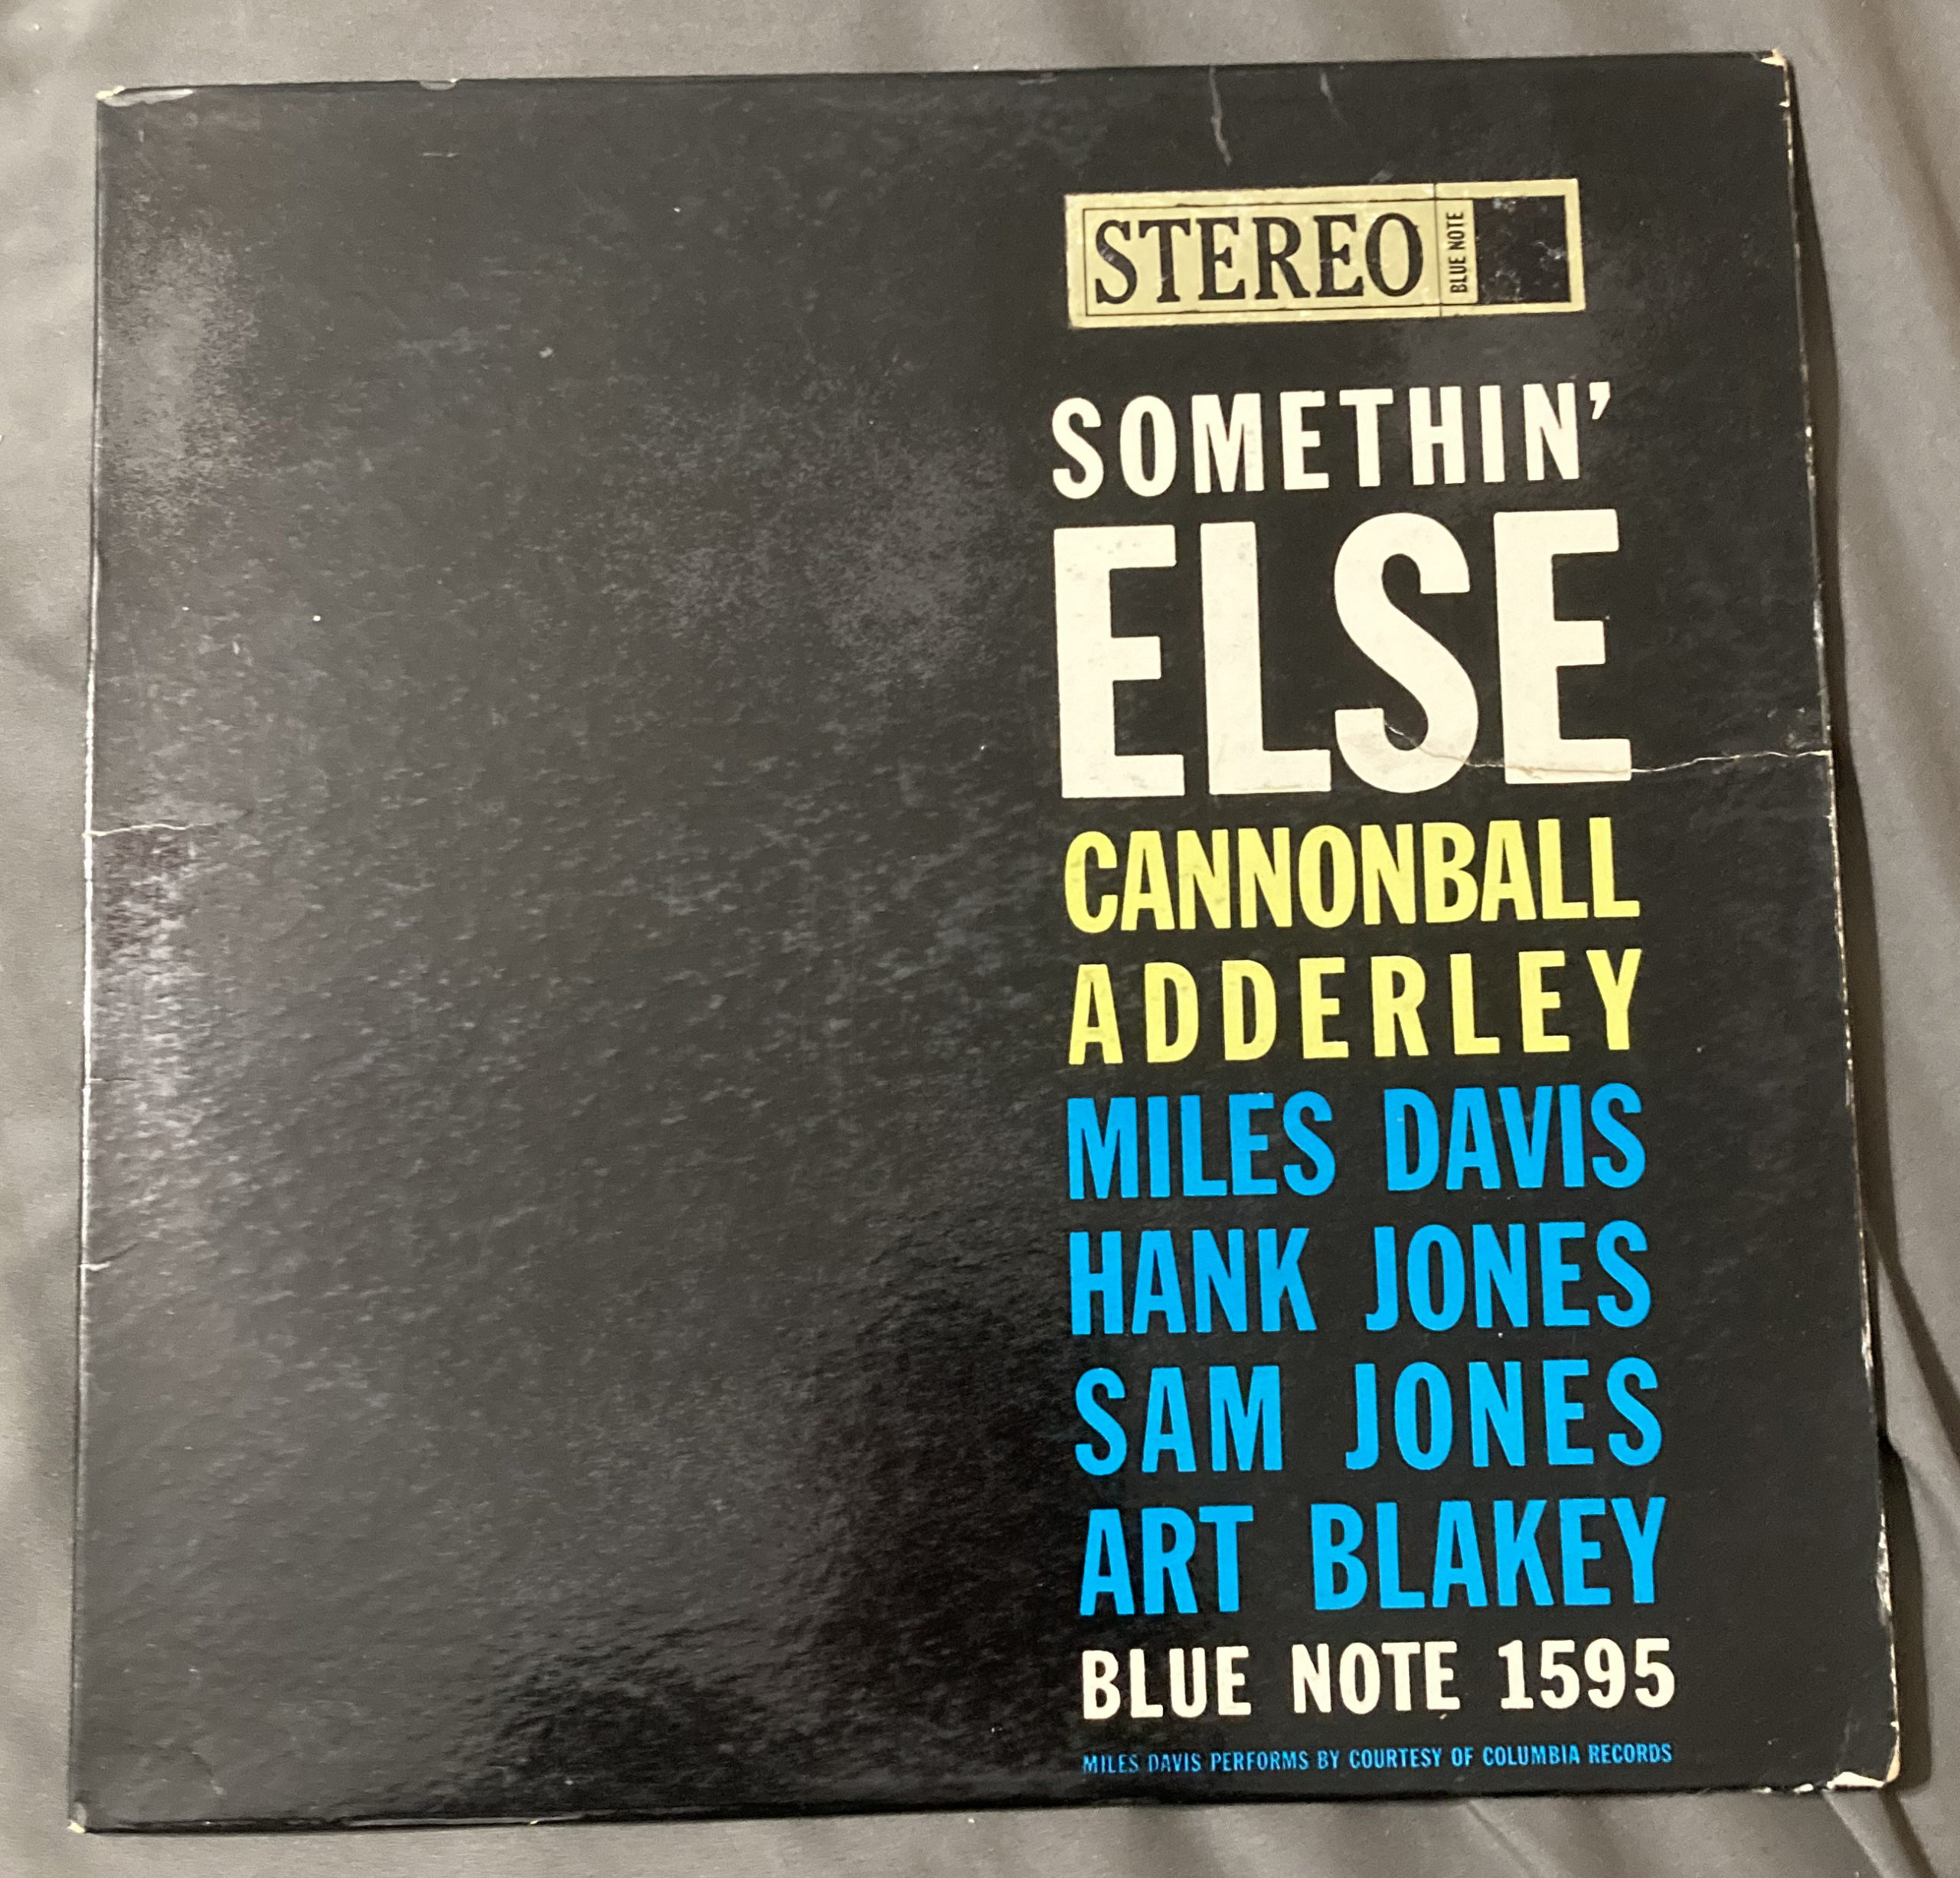 STEREO
BLUE NOTE
SOMETHIN'
ELSE
CANNONBALL
ADDERLEY
MILES DAVIS
HANK JONES
SAM JONES
ART BLAKEY
BLUE NOTE 1595
MILES DAVIS PERFORMS BY COURTESY OF COLUMBIA RECORDS